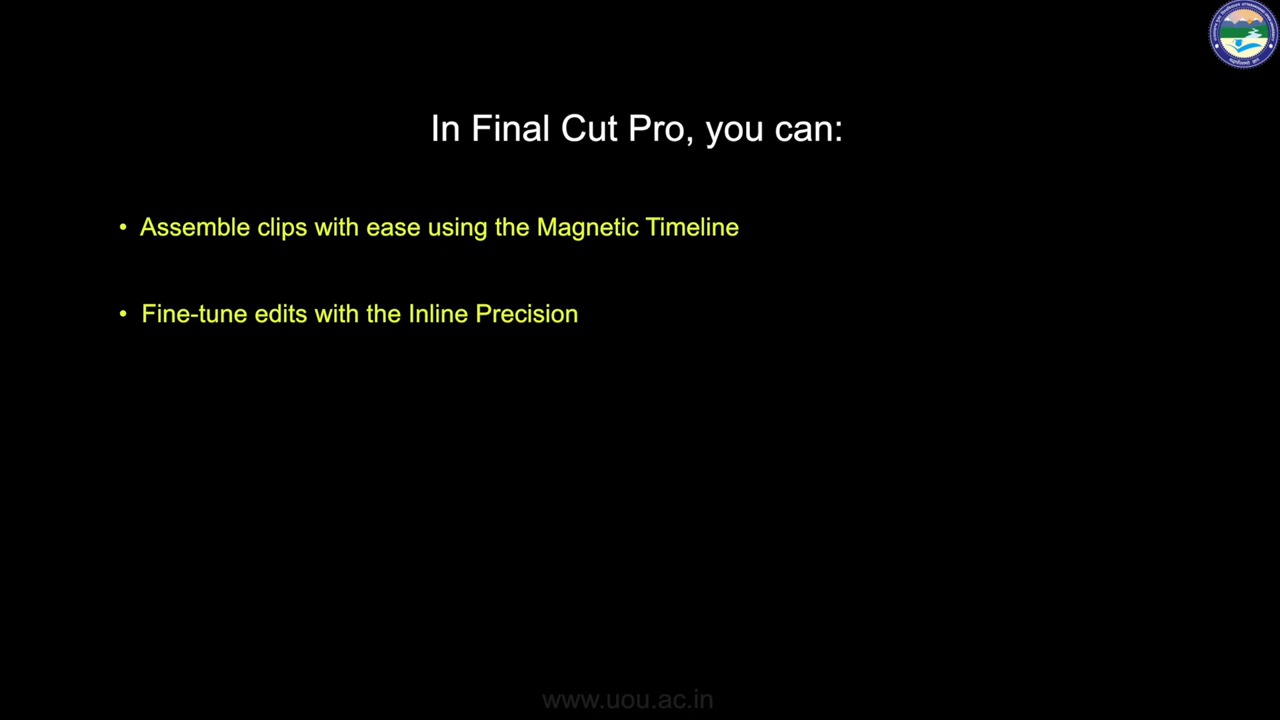 In Final Cut Pro, you can:
• Assemble clips with ease using the Magnetic Timeline
• Fine-tune edits with the Inline Precision
www.uou.ac.in